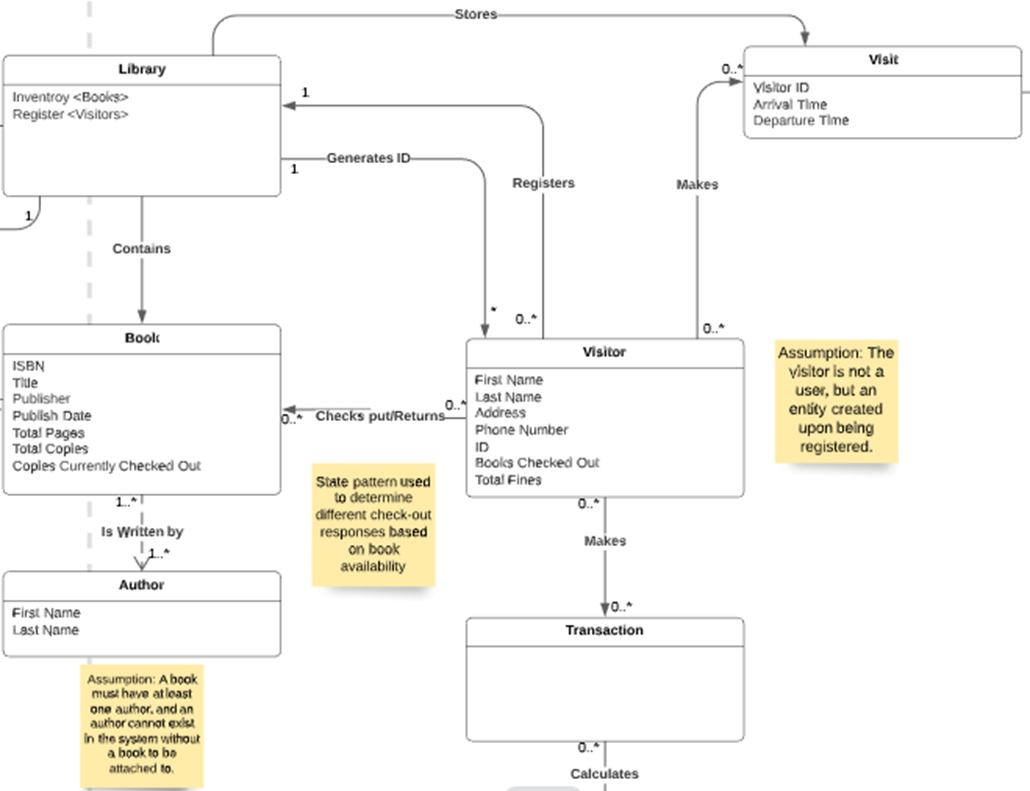 Stores
Library
Inventroy <Books>
Register <Visitors>
Visit
Visitor ID
Arrival Time
Departure Time
0..*
1
Generates ID
1
Registers
Makes
1
Contains
*
0..*
0..*
Book
ISBN
Title
Publisher
Publish Date
Total Pages
Total Copies
Copies Currently Checked Out
Visitor
First Name
Last Name
Address
Phone Number
ID
Books Checked Out
Total Fines
Assumption: The
visitor is not a
user, but an
entity created
upon being
registered.
0..*
Checks put/Returns
0..*
State pattern used
to determine
different check-out
responses based
on book
availability
1..*
Is Written by
1..*
0..*
Makes
0..*
Author
First Name
Last Name
Transaction
Assumption: A book
must have at least
one author, and an
author cannot exist
in the system without
a book to be
attached to.
0..*
Calculates